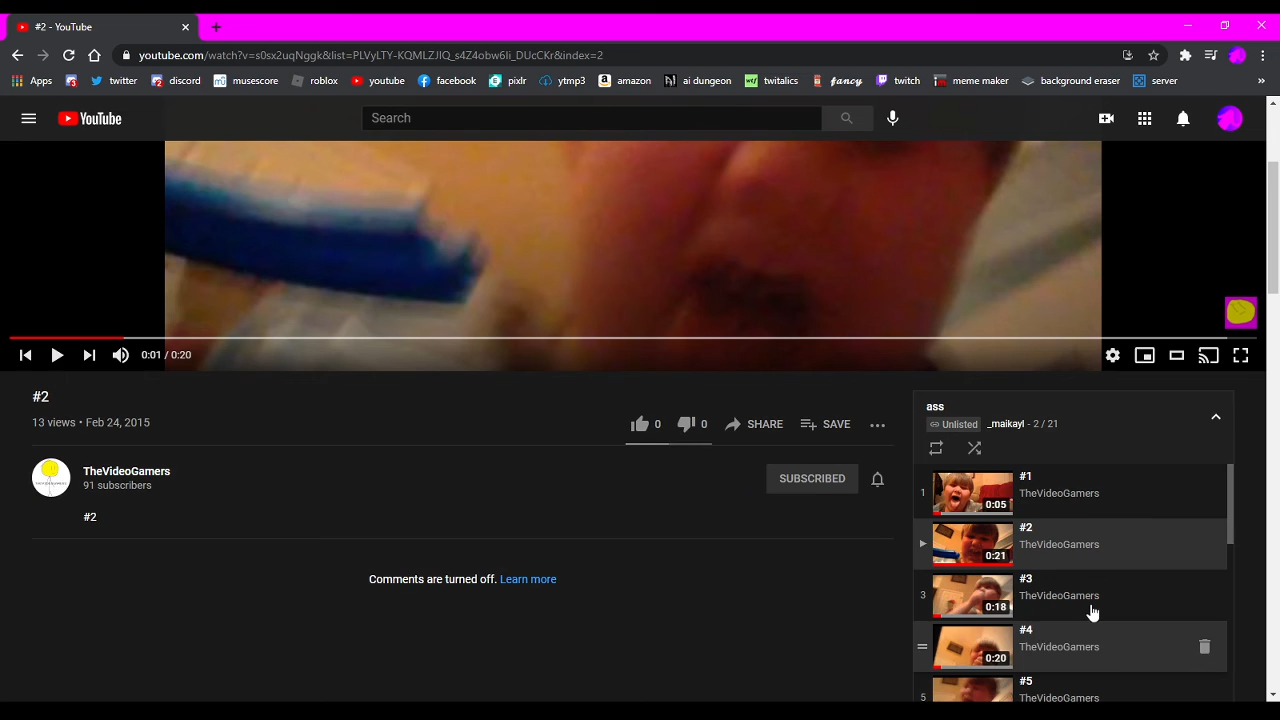 #2 - YouTube
youtube.com/watch?v=s0sx2uqNggk&list=PLVyLTY-KQMLZJIQ_s4Z4obw6Ii_DUcCKr&index=2
Apps twitter discord musescore roblox youtube facebook pixlr ytmp3 amazon ai dungeon twitalics fancy twitch meme maker background eraser server
YouTube
Search
0:01 / 0:20
#2
13 views • Feb 24, 2015
0 0 SHARE SAVE
TheVideoGamers
91 subscribers
SUBSCRIBED
#2
Comments are turned off. Learn more
ass
Unlisted _maikayl - 2 / 21
1 #1
TheVideoGamers
0:05
#2
TheVideoGamers
0:21
3 #3
TheVideoGamers
0:18
#4
TheVideoGamers
0:20
5 #5
TheVideoGamers